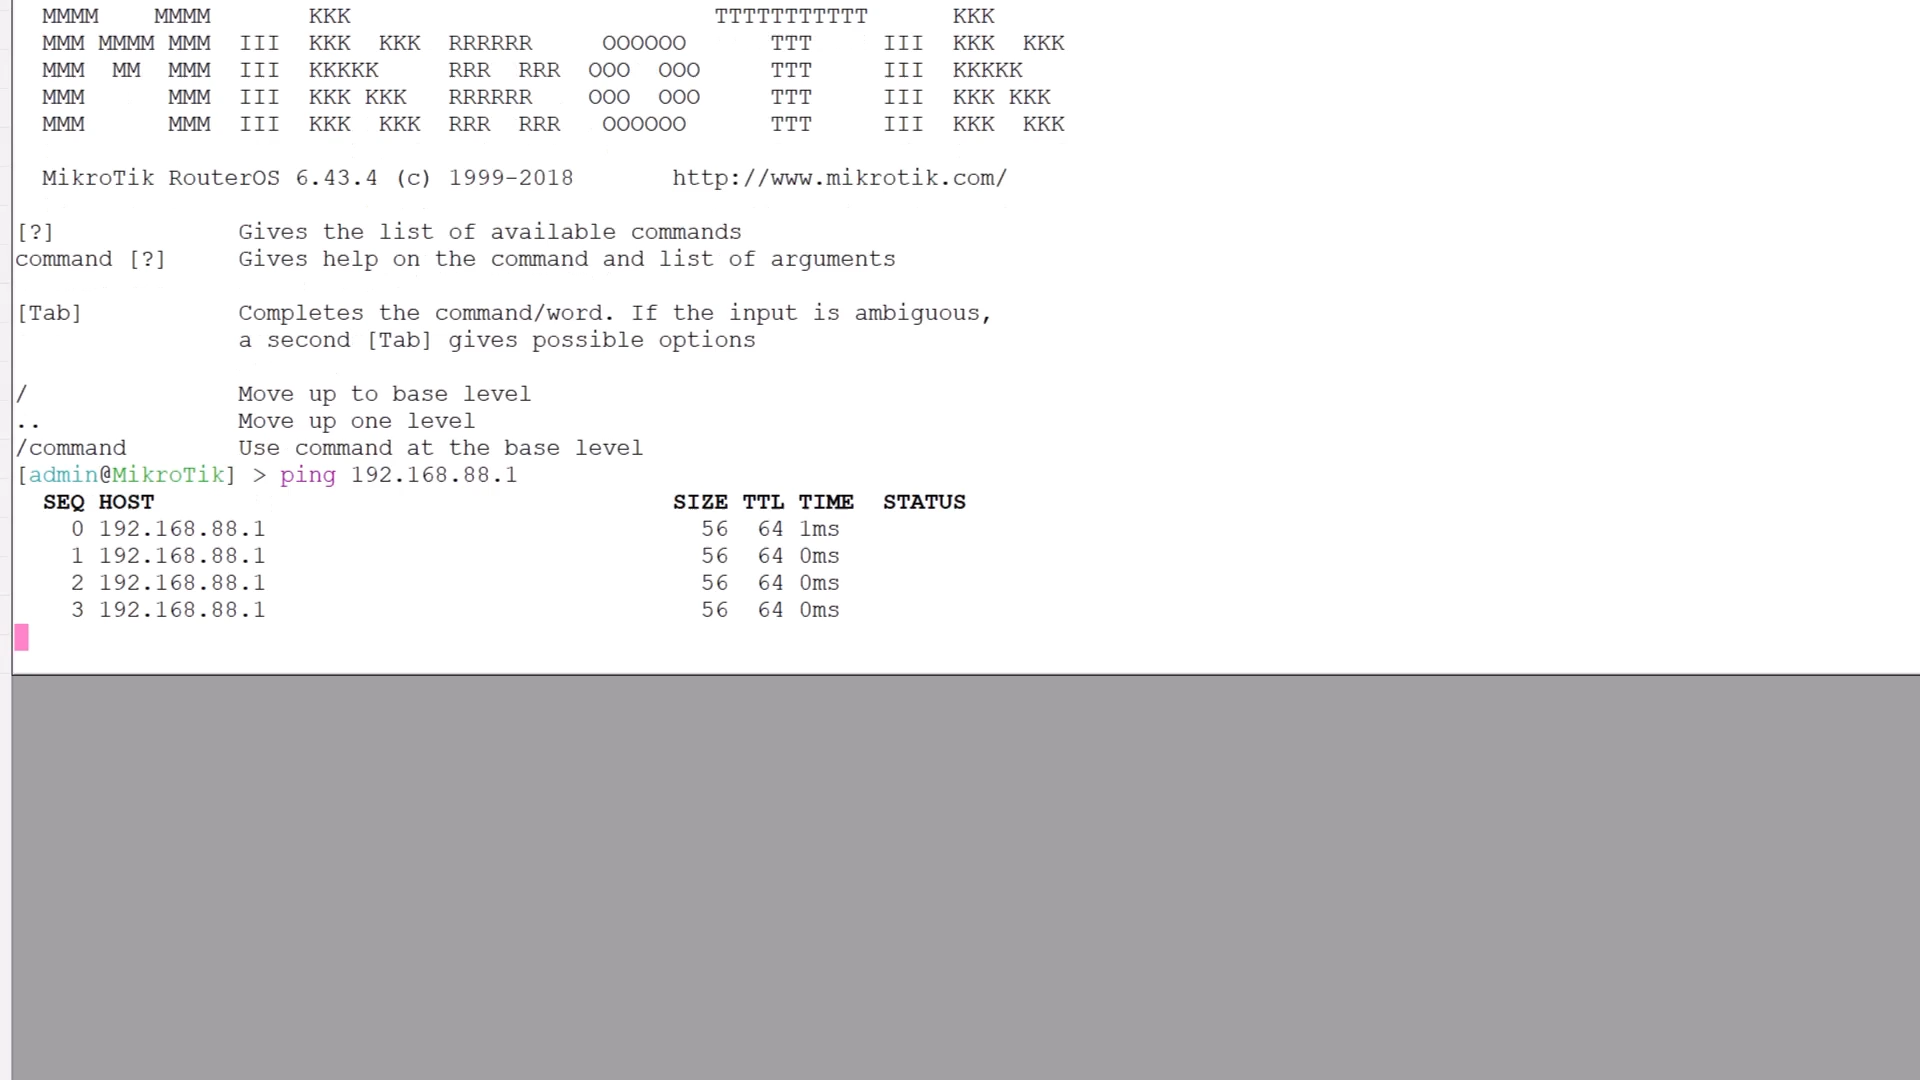 MMMM    MMMM       KKK                          TTTTTTTTTTT      KKK
MMM MMMM MMM  III  KKK  KKK  RRRRRR     OOOOOO      TTT     III  KKK  KKK
MMM  MM  MMM  III  KKKKK     RRR  RRR  OOO  OOO     TTT     III  KKKKK
MMM      MMM  III  KKK KKK   RRRRRR    OOO  OOO     TTT     III  KKK KKK
MMM      MMM  III  KKK  KKK  RRR  RRR   OOOOOO      TTT     III  KKK  KKK
MikroTik RouterOS 6.43.4 (c) 1999-2018       http://www.mikrotik.com/
[?]             Gives the list of available commands
command [?]     Gives help on the command and list of arguments
[Tab]           Completes the command/word. If the input is ambiguous,
a second [Tab] gives possible options
/               Move up to base level
..              Move up one level
/command        Use command at the base level
[admin@MikroTik] > ping 192.168.88.1
SEQ HOST                                     SIZE TTL TIME  STATUS
0 192.168.88.1                               56  64 1ms
1 192.168.88.1                               56  64 0ms
2 192.168.88.1                               56  64 0ms
3 192.168.88.1                               56  64 0ms